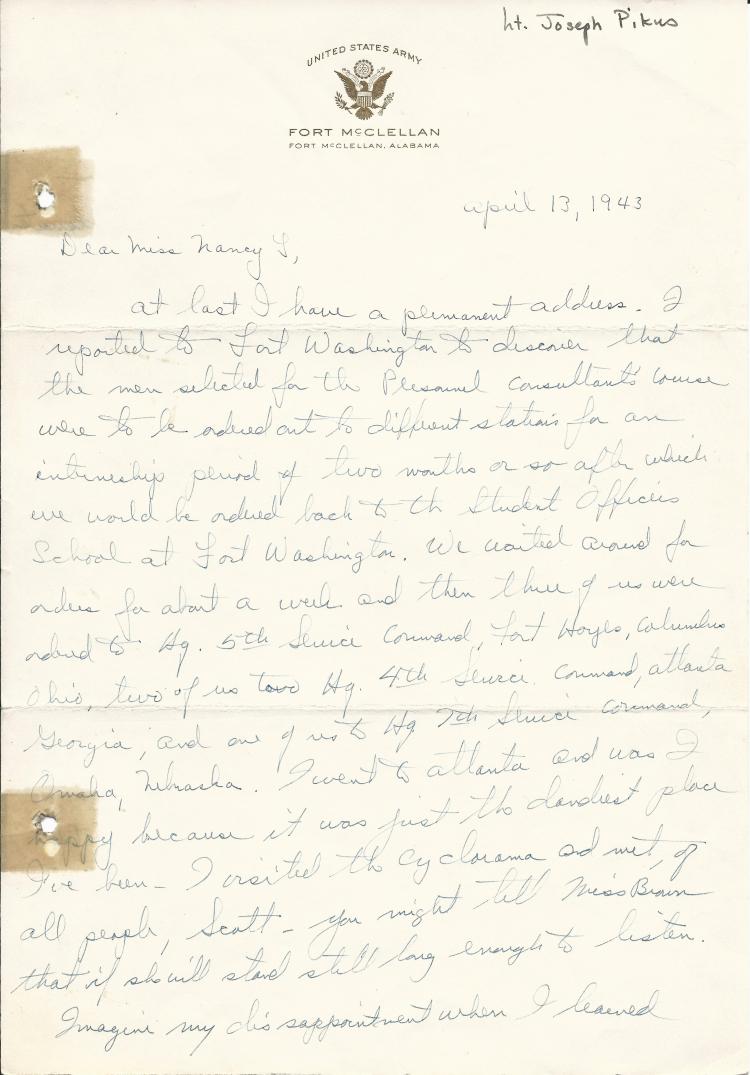 Lt. Joseph Pikus
UNITED STATES ARMY
FORT McCLELLAN
FORT McCLELLAN, ALABAMA
April 13, 1943
Dear Miss Nancy T,
At last I have a permanent address. I
reported to Fort Washington to discover that
the men selected for the Personnel Consultants course
were to be ordered out to different stations for an
interneship period of two months or so after which
we would be ordered back to th Student Officers
School at Fort Washington. We waited around for
orders for about a week and then three of us were
ordered to Hq. 5th Service Command, Fort Hayes, Columbus
Ohio, two of us to Hq. 4th Service Command, Atlanta
Georgia, and one of us to Hq 7th Service Command,
Omaha, Nebraska. I went to Atlanta and was I
happy because it was just the dandiest place
I've been - I visited the Cyclorama and met, of
all people, Scott - you might tell Miss Brown
that if she will stand still long enough to listen.
Imagine my disappointment when I learned